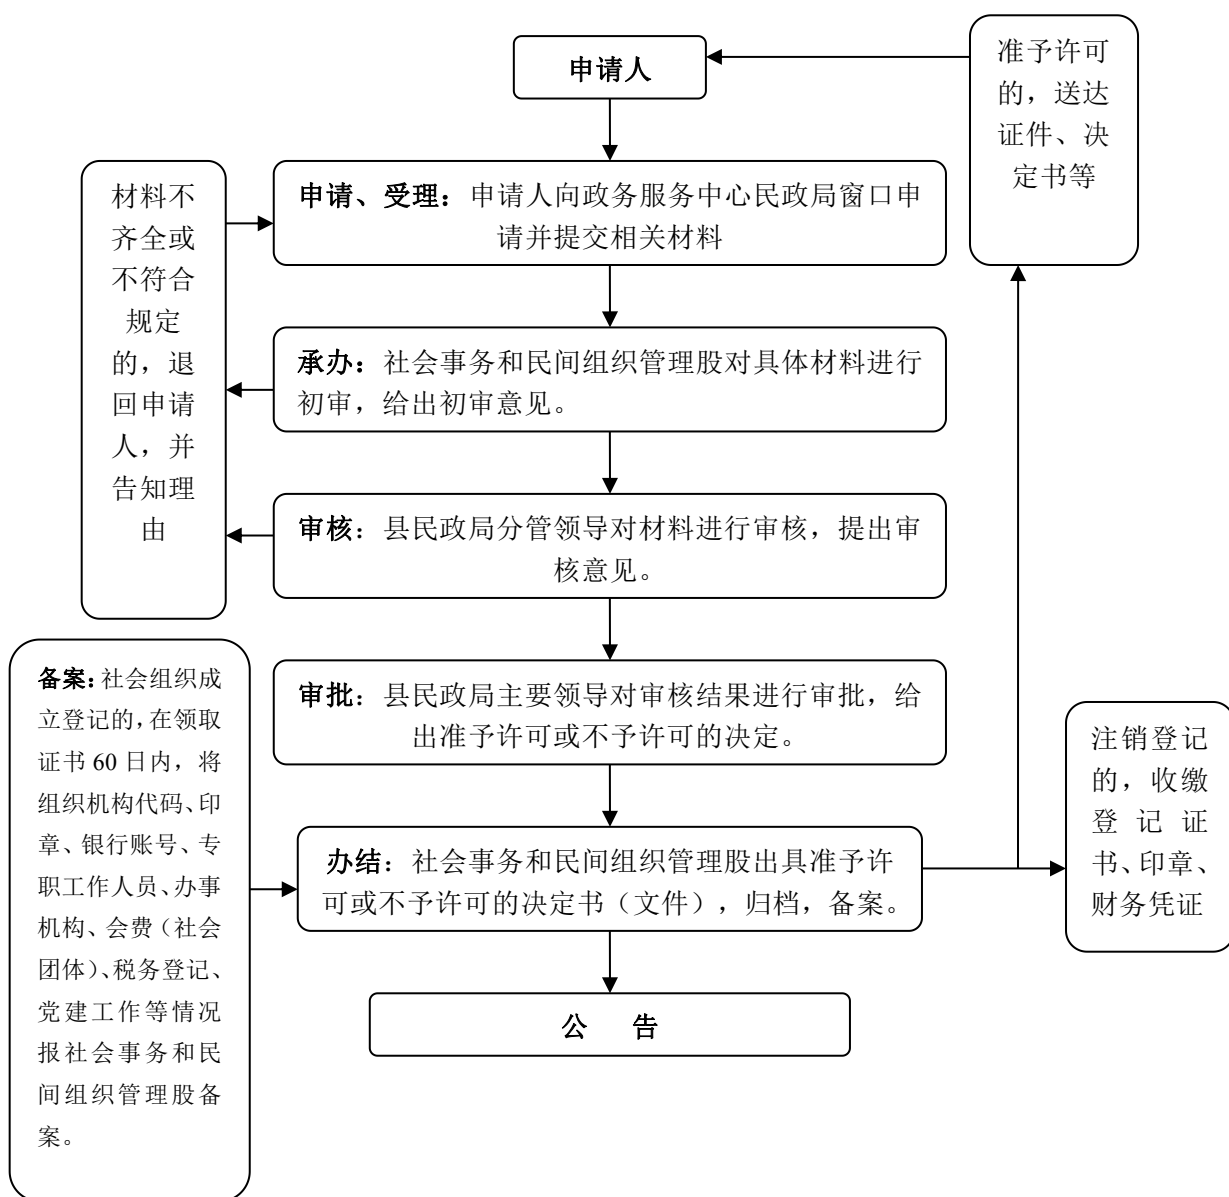 申请人
准予许可
的，送达
证件、决
定书等
材料不
齐全或
不符合
规定
的，退
回申请
人，并
告知理
由
申请、受理：申请人向政务服务中心民政局窗口申
请并提交相关材料
承办：社会事务和民间组织管理股对具体材料进行
初审，给出初审意见。
审核：县民政局分管领导对材料进行审核，提出审
核意见。
审批：县民政局主要领导对审核结果进行审批，给
出准予许可或不予许可的决定。
备案：社会组织成
立登记的，在领取
证书 60 日内，将
组织机构代码、印
章、银行账号、专
职工作人员、办事
机构、会费（社会
团体）、税务登记、
党建工作等情况
报社会事务和民
间组织管理股备
案。
办结：社会事务和民间组织管理股出具准予许
可或不予许可的决定书（文件），归档，备案。
注销登记
的，收缴
登记证
书、印章、
财务凭证
公 告